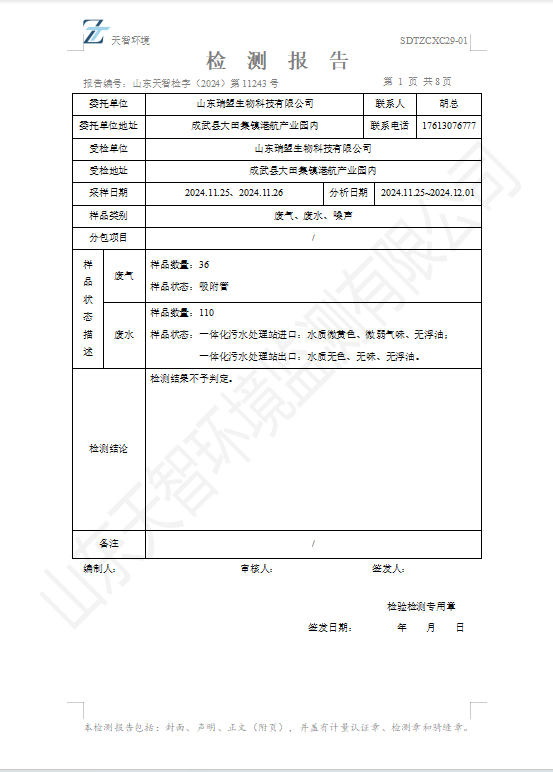 天智环境 SDTZCXC29-01
检 测 报 告
报告编号：山东天智检字（2024）第 11243 号 第 1 页 共 8 页
委托单位 山东瑞盟生物科技有限公司 联系人 胡总
委托单位地址 成武县大田集镇港航产业园内 联系电话 17613076777
受检单位 山东瑞盟生物科技有限公司
受检地址 成武县大田集镇港航产业园内
采样日期 2024.11.25、2024.11.26 分析日期 2024.11.25~2024.12.01
样品类别 废气、废水、噪声
分包项目 /
样品状态描述
废气 样品数量：36
样品状态：吸附管
废水 样品数量：110
样品状态：一体化污水处理站进口：水质微黄色、微弱气味、无浮油；
一体化污水处理站出口：水质无色、无味、无浮油。
检测结论 检测结果不予判定。
备注 /
编制人： 审核人： 签发人：
检验检测专用章
签发日期： 年 月 日
本检测报告包括：封面、声明、正文（附页），并盖有计量认证章、检测章和骑缝章。
山东天智环境监测有限公司